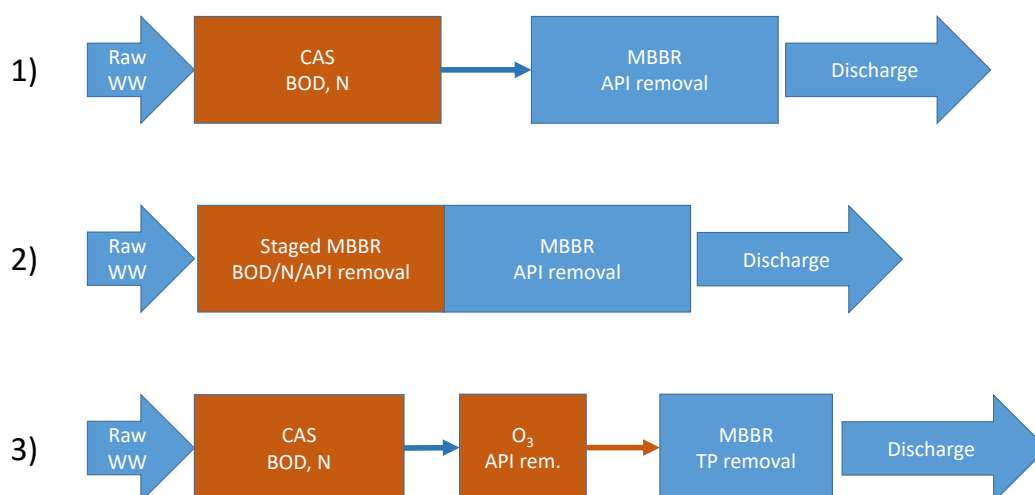 1)
Raw
WW
CAS
BOD, N
MBBR
API removal
Discharge
2)
Raw
WW
Staged MBBR
BOD/N/API removal
MBBR
API removal
Discharge
3)
Raw
WW
CAS
BOD, N
O₃
API rem.
MBBR
TP removal
Discharge